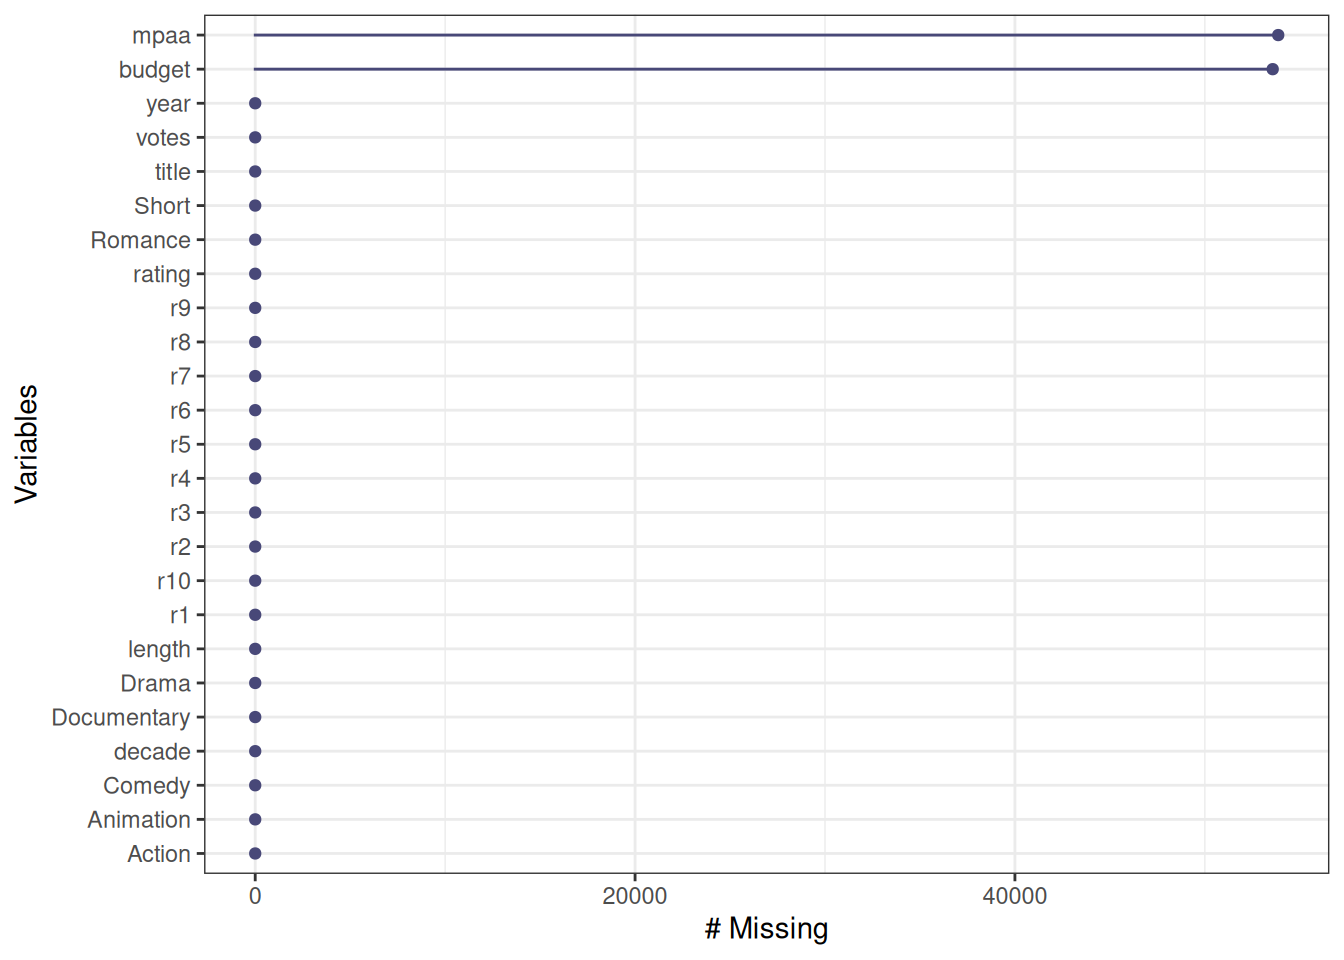 mpaa
budget
year
votes
title
Short
Romance
rating
r9
r8
r7
r6
r5
r4
r3
r2
r10
r1
length
Drama
Documentary
decade
Comedy
Animation
Action
Variables
0 20000 40000
# Missing